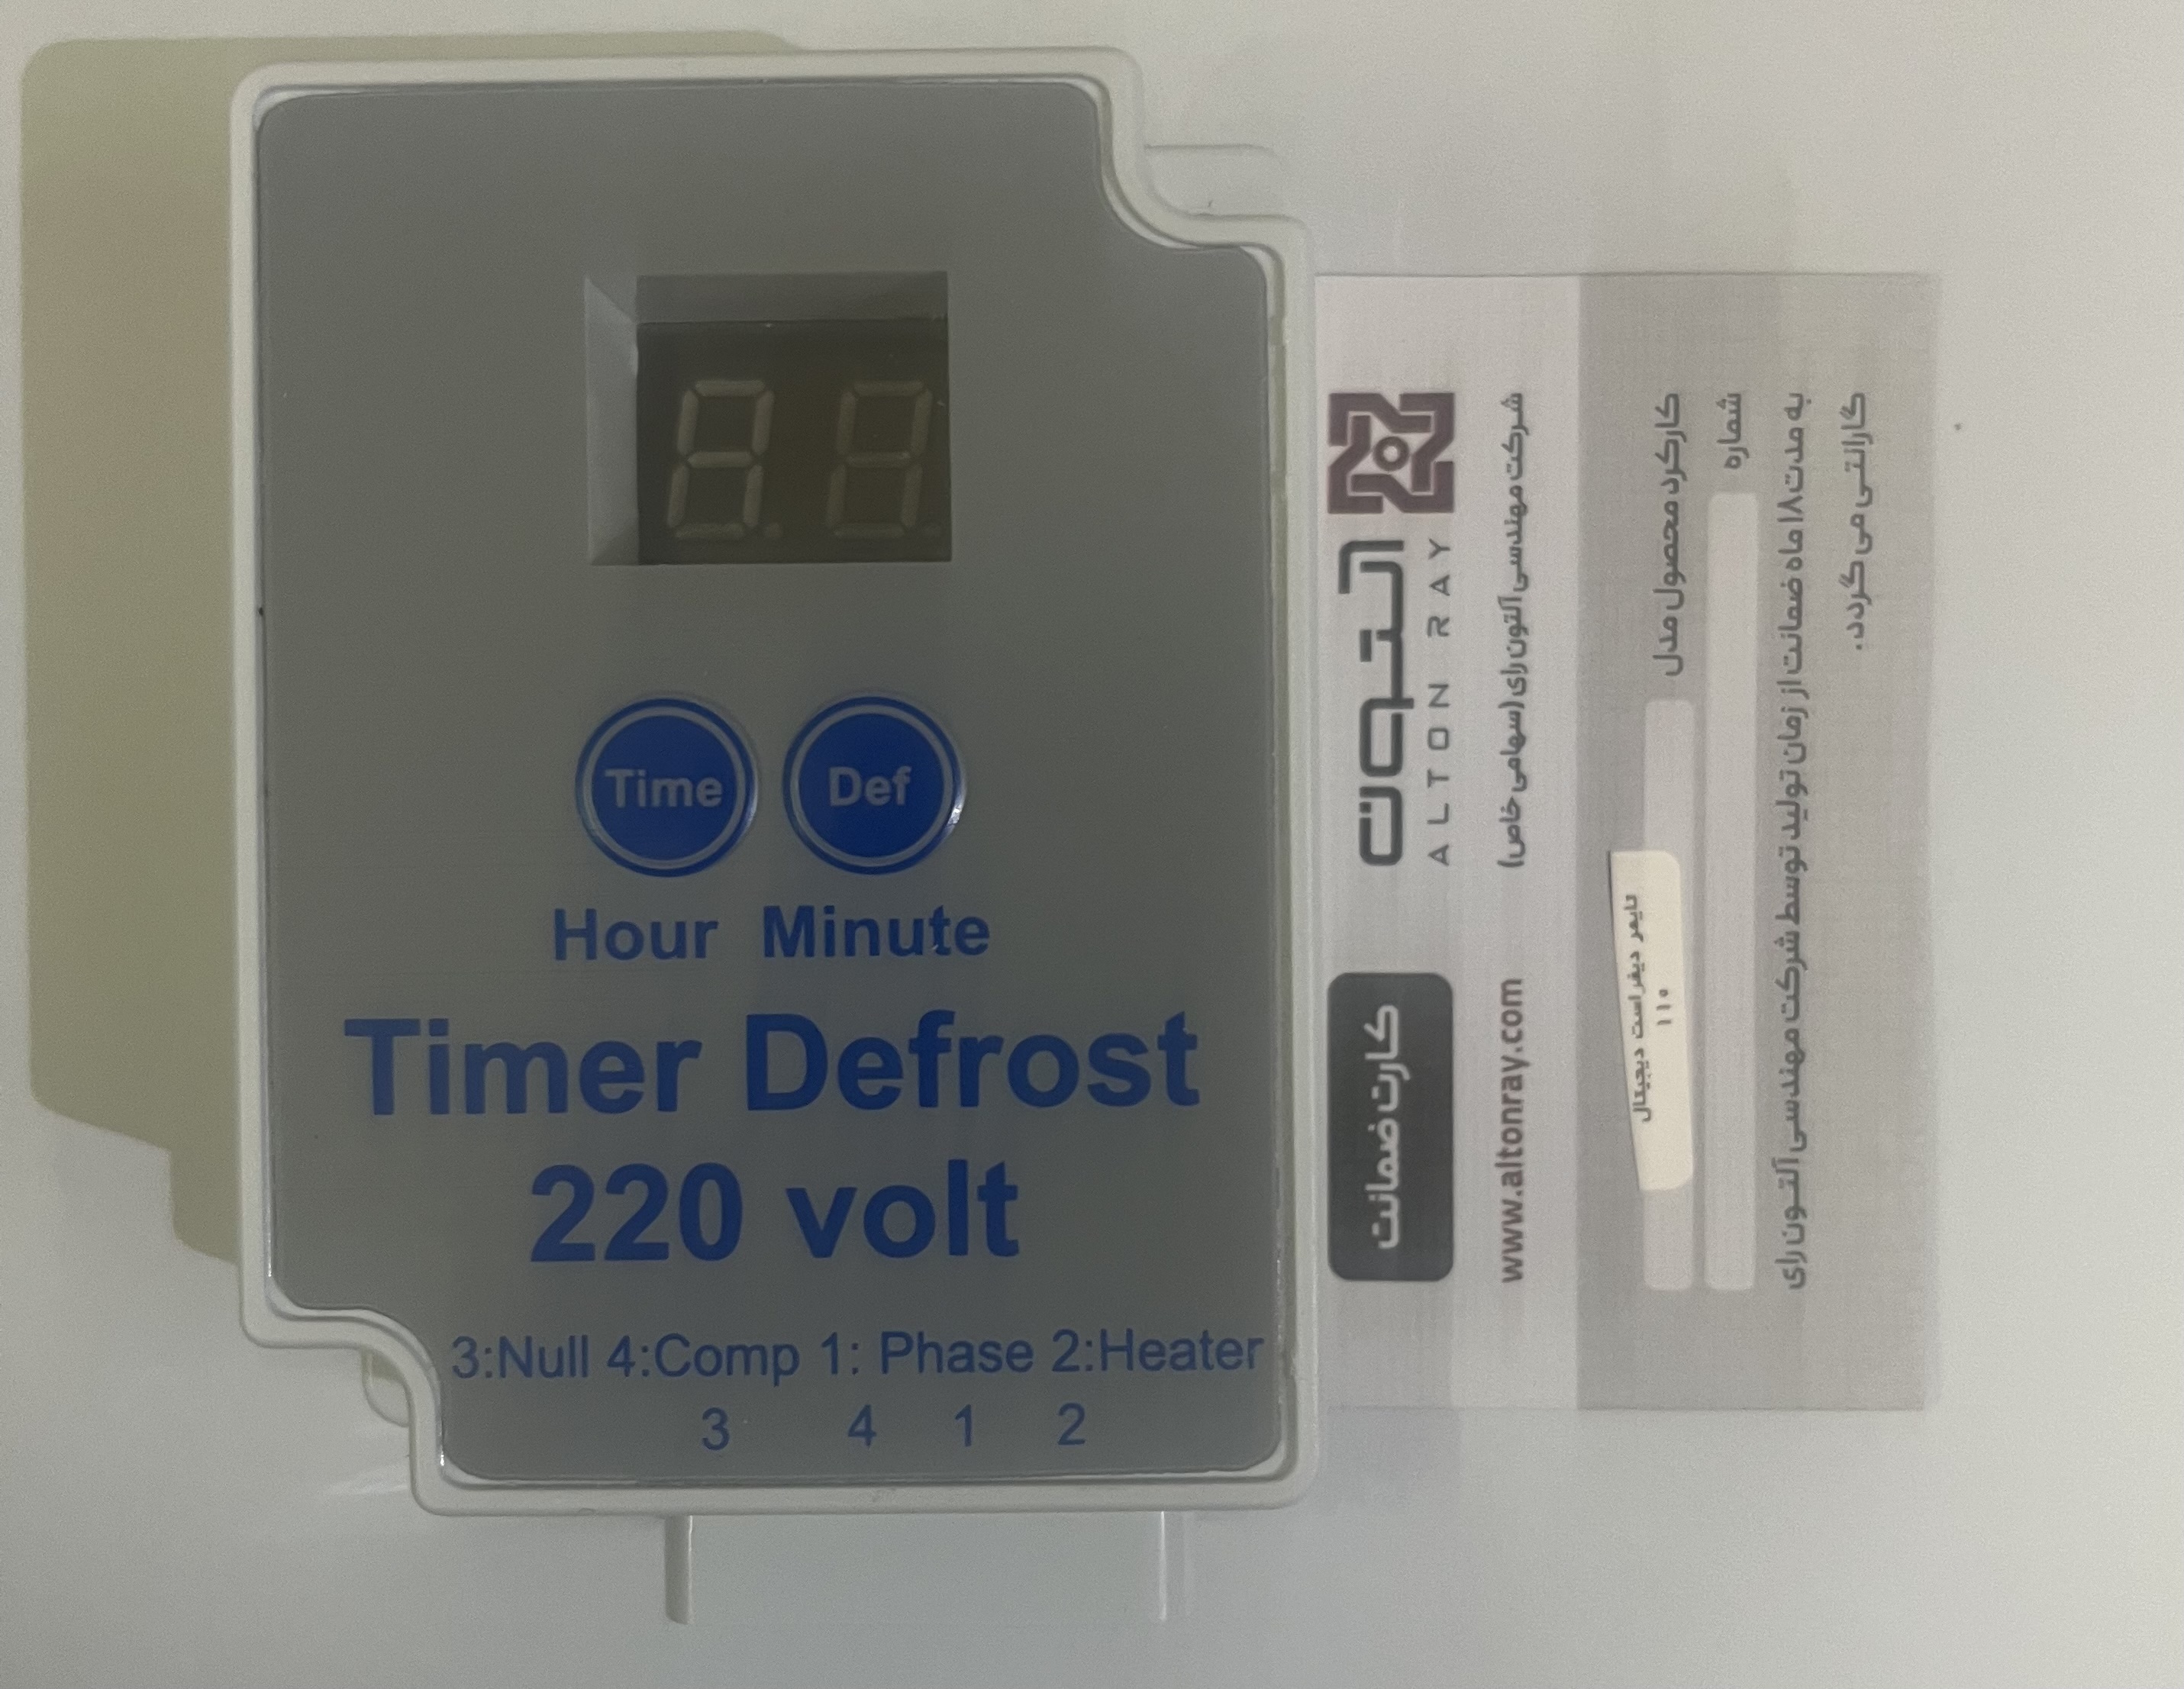 Time Def
Hour Minute
Timer Defrost
220 volt
3:Null 4:Comp 1: Phase 2:Heater
3 4 1 2
التون
ALTON RAY
کارت ضمانت
شرکت مهندسی آلتون رای (سهامی خاص)
www.altonray.com
کارکرد محصول مدل
تایمر دیفراست دیجیتال
۱۱۰
شماره
به مدت ۱۸ ماه ضمانت از زمان تولید توسط شرکت مهندسی آلتون رای
گارانتی می گردد.